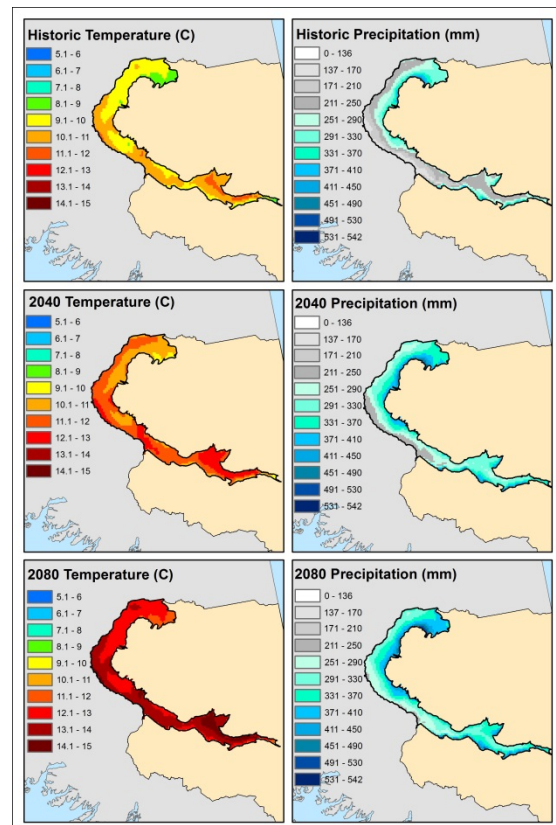 Historic Temperature (C)
5.1 - 6
6.1 - 7
7.1 - 8
8.1 - 9
9.1 - 10
10.1 - 11
11.1 - 12
12.1 - 13
13.1 - 14
14.1 - 15
Historic Precipitation (mm)
0 - 136
137 - 170
171 - 210
211 - 250
251 - 290
291 - 330
331 - 370
371 - 410
411 - 450
451 - 490
491 - 530
531 - 542
2040 Temperature (C)
5.1 - 6
6.1 - 7
7.1 - 8
8.1 - 9
9.1 - 10
10.1 - 11
11.1 - 12
12.1 - 13
13.1 - 14
14.1 - 15
2040 Precipitation (mm)
0 - 136
137 - 170
171 - 210
211 - 250
251 - 290
291 - 330
331 - 370
371 - 410
411 - 450
451 - 490
491 - 530
531 - 542
2080 Temperature (C)
5.1 - 6
6.1 - 7
7.1 - 8
8.1 - 9
9.1 - 10
10.1 - 11
11.1 - 12
12.1 - 13
13.1 - 14
14.1 - 15
2080 Precipitation (mm)
0 - 136
137 - 170
171 - 210
211 - 250
251 - 290
291 - 330
331 - 370
371 - 410
411 - 450
451 - 490
491 - 530
531 - 542